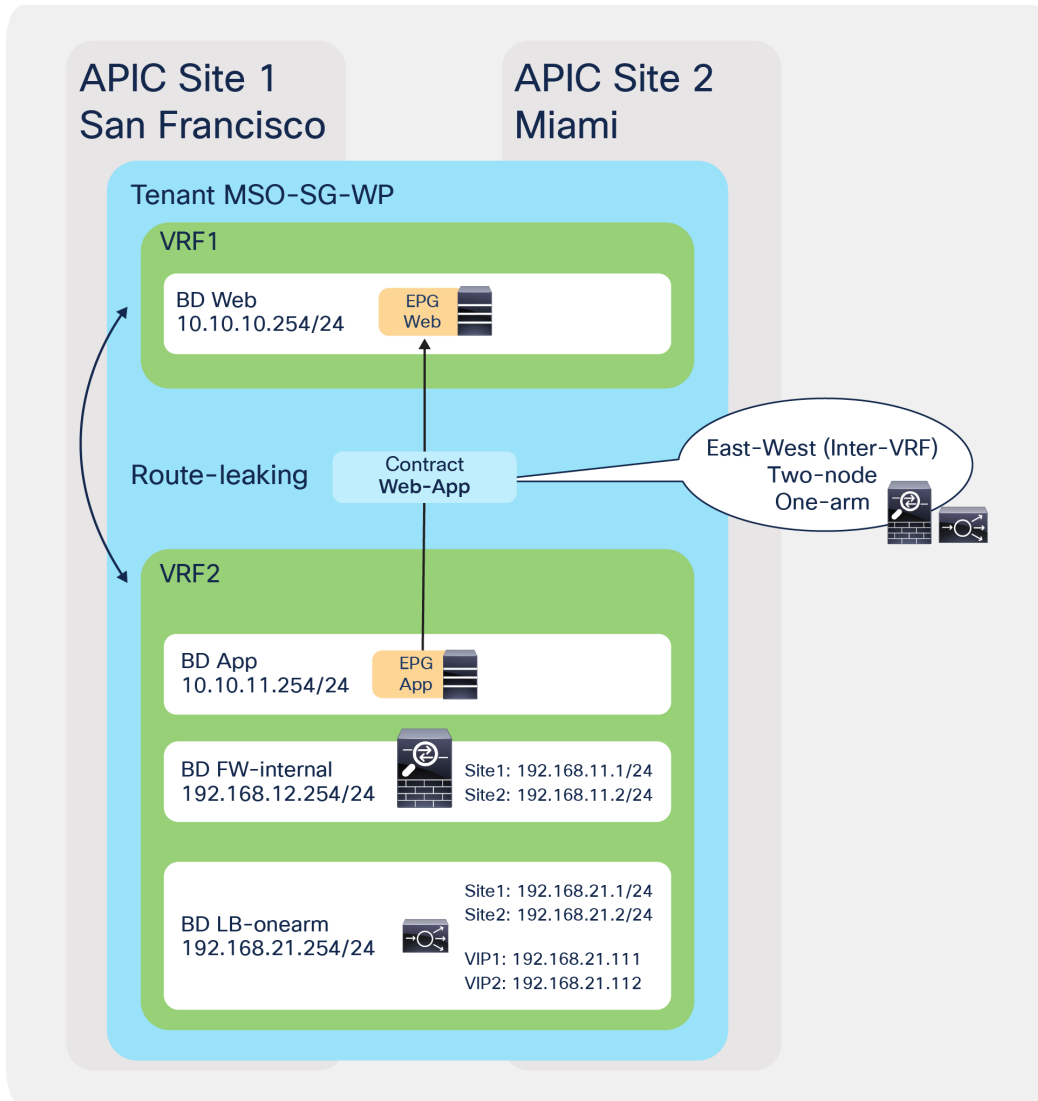 APIC Site 1
San Francisco
APIC Site 2
Miami
Tenant MSO-SG-WP
VRF1
BD Web
10.10.10.254/24
EPG
Web
Route-leaking
Contract
Web-App
East-West (Inter-VRF)
Two-node
One-arm
VRF2
BD App
10.10.11.254/24
EPG
App
BD FW-internal
192.168.12.254/24
Site1: 192.168.11.1/24
Site2: 192.168.11.2/24
BD LB-onearm
192.168.21.254/24
Site1: 192.168.21.1/24
Site2: 192.168.21.2/24
VIP1: 192.168.21.111
VIP2: 192.168.21.112